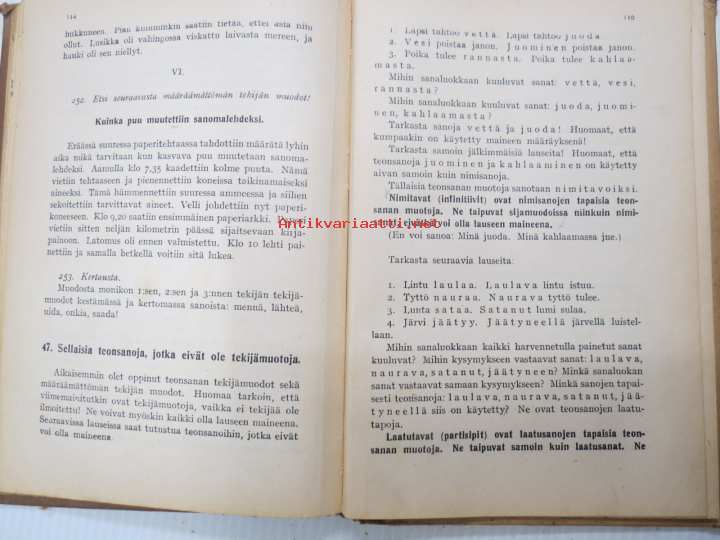 114
hukkuneen. Pian kuitenkin saatiin tietää, ettei asia niin
ollut. Lusikka oli vahingossa viskattu laivasta mereen, ja
hauki oli sen niellyt.
VI.
252. Etsi seuraavasta määräämättömän tekijän muodot!
Kuinka puu muutettiin sanomalehdeksi.
Eräässä suuressa paperitehtaassa tahdottiin määrätä lyhin
aika mikä tarvitaan kun kasvava puu muutetaan sanoma-
lehdeksi. Aamulla klo 7,35 kaadettiin kolme puuta. Nämä
vietiin tehtaaseen ja pienennettiin koneissa toikinamaiseksi
aineeksi. Tämä hämmennettiin suuressa ammeessa ja siihen
sekoitettiin tarvittavat aineet. Velli johdettiin nyt paperi-
koneeseen. Klo 9,20 saatiin ensimmäinen paperiarkki. Paperi
vietiin sitten neljän kilometrin päässä sijaitsevaan kirja-
painoon. Latomus oli ennen valmistettu. Klo 10 lehti pai-
nettiin ja samalla hetkellä voitiin sitä lukea.
253. Kertausta.
Muodosta monikon 1:sen, 2:sen ja 3:nnen tekijän tekijä-
muodot kestämässä ja kertomassa sanoista: mennä, lähteä,
uida, onkia, saada!
47. Sellaisia teonsanoja, jotka eivät ole tekijämuotoja.
Aikaisemmin olet oppinut teonsanan tekijämuodot sekä
määräämättömän tekijän muodot. Huomaa tarkoin, että
viimemainitutkin ovat tekijämuotoja, vaikka ei tekijää ole
ilmoitettu! Ne voivat myöskin kaikki olla lauseen maineena.
Seuraavissa lauseissa saat tutustua teonsanoihin, jotka eivät
voi olla maineena.
115
1. Lapsi tahtoo vettä. Lapsi tahtoo juoda.
2. Vesi poistaa janon. Juominen poistaa janon.
3. Poika tulee rannasta. Poika tulee kahlaa-
masta.
Mihin sanaluokkaan kuuluvat sanat: vettä, vesi,
rannasta?
Mihin sanaluokkaan kuuluvat sanat: juoda, juomi-
nen, kahlaamasta?
Tarkasta sanoja vettä ja juoda! Huomaat, että
kumpaakin on käytetty maineen määräyksenä!
Tarkasta samoin jälkimmäisiä lauseita! Huomaat, että
teonsanoja juominen ja kahlaaminen on käytetty
aivan samoin kuin nimisanoja.
Tällaisia teonsanan muotoja sanotaan nimitavoiksi.
Nimitavat (infinitiivit) ovat nimisanojen tapaisia teon-
sanan muotoja. Ne taipuvat sijamuodoissa niinkuin nimi-
sanat, eivätkä voi olla lauseen maineena.
(En voi sanoa: Minä juoda. Minä kahlaamassa jne.)
Tarkasta seuraavia lauseita:
1. Lintu laulaa. Laulava lintu istuu.
2. Tyttö nauraa. Naurava tyttö tulee.
3. Lunta sataa. Satanut lumi sulaa.
4. Järvi jäätyy. Jäätyneellä järvellä luistel-
laan.
Mihin sanaluokkaan kaikki harvennetulla painetut sanat
kuuluvat? Mihin kysymykseen vastaavat sanat: laulava,
naurava, satanut, jäätyneen? Minkä sanaluokan
sanat vastaavat samaan kysymykseen? Minkä sanojen tapai-
sesti teonsanoja: laulava, naurava, satanut, jää-
tyneellä siis on käytetty? Ne ovat teonsanojen laatu-
tapoja.
Laatutavat (partisipit) ovat laatusanojen tapaisia teon-
sanan muotoja. Ne taipuvat samoin kuin laatusanat. Ne
Antikvariaatti.net